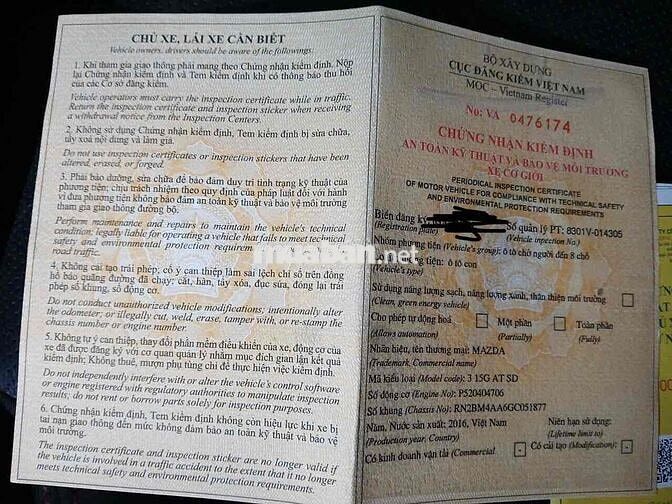 CHỦ XE, LÁI XE CẦN BIẾT
Vehicle owners, drivers should be aware of the followings:
1. Khi tham gia giao thông phải mang theo Chứng nhận kiểm định. Nộp
lại Chứng nhận kiểm định và Tem kiểm định khi có thông báo thu hồi
của các Cơ sở đăng kiểm.
Vehicle operators must carry the inspection certificate while in traffic.
Return the inspection certificate and inspection sticker when receiving
a withdrawal notice from the Inspection Centers.
2. Không sử dụng Chứng nhận kiểm định, Tem kiểm định bị sửa chữa,
tẩy xóa nội dung và làm giả.
Do not use inspection certificates or inspection stickers that have been
altered, erased, or forged.
3. Phải bảo dưỡng, sửa chữa để bảo đảm duy trì tình trạng kỹ thuật của
phương tiện; chịu trách nhiệm theo quy định của pháp luật đối với hành
vi đưa phương tiện không đảm bảo an toàn kỹ thuật và bảo vệ môi trường
tham gia giao thông đường bộ.
Perform maintenance and repairs to maintain the vehicle's technical
condition; legally liable for operating a vehicle that fails to meet technical
safety and environmental protection requirem
road traffic.
4. Không cải tạo trái phép; cố ý can thiệp làm sai lệch chỉ số trên đồng
hồ báo quãng đường đã chạy; cắt, hàn, tẩy xóa, đục sửa, đóng lại trái
phép số khung, số động cơ.
Do not conduct unauthorized modifications; intentionally alter
the odometer; or illegally cut, weld, erase, tamper with, or re-stamp the
chassis number or engine number.
5. Không tự ý can thiệp, thay đổi phần mềm điều khiển của xe, động cơ của
xe đã được đăng ký với cơ quan quản lý nhằm mục đích gian lận kết quả
kiểm định; Không thuê, mượn phụ tùng chỉ để thực hiện việc kiểm định.
Do not independently interfere with or alter the vehicle's control software
or engine registered with regulatory authorities to manipulate inspection
results; do not rent or borrow parts solely for inspection purposes.
6. Chứng nhận kiểm định, Tem kiểm định không còn hiệu lực khi xe bị
tai nạn giao thông đến mức không đảm bảo an toàn kỹ thuật và bảo vệ
môi trường.
The inspection certificate and inspection sticker are no longer valid if
the vehicle is involved in a traffic accident to the extent that it no longer
meets technical safety and environmental protection requirements.
BỘ XÂY DỰNG
CỤC ĐĂNG KIỂM VIỆT NAM
MOC – Vietnam Register
No: VA 0476174
CHỨNG NHẬN KIỂM ĐỊNH
AN TOÀN KỸ THUẬT VÀ BẢO VỆ MÔI TRƯỜNG
XE CƠ GIỚI
PERIODICAL INSPECTION CERTIFICATE
OF MOTOR VEHICLE FOR COMPLIANCE WITH TECHNICAL SAFETY
AND ENVIRONMENTAL PROTECTION REQUIREMENTS
Biển đăng ký
Số quản lý PT: 8301V-014305
(Registration plate)
(Vehicle inspection No.)
Nhóm phương tiện (Vehicle's group): ô tô chở người đến 8 chỗ
tiện: ô tô con
(Vehicle's type)
muaban.net
Sử dụng năng lượng sạch, năng lượng xanh, thân thiện môi trường
(Clean, green energy vehicle)
Cho phép tự động hoá Một phần Toàn phần
(Allows automation) (Partially) (Fully)
Nhãn hiệu, tên thương mại: MAZDA
(Trademark, Commercial name)
Mã kiểu loại (Model code): 3 15G AT SD
Số động cơ (Engine No): P520404706
Số khung (Chassis No): RN2BM4AA6GC051877
Năm, Nước sản xuất: 2016, Việt Nam Niên hạn sử dụng:
(Production year, Country) (Lifetime limit to)
Có kinh doanh vận tải (Commercial Có cải tạo (Modification): -